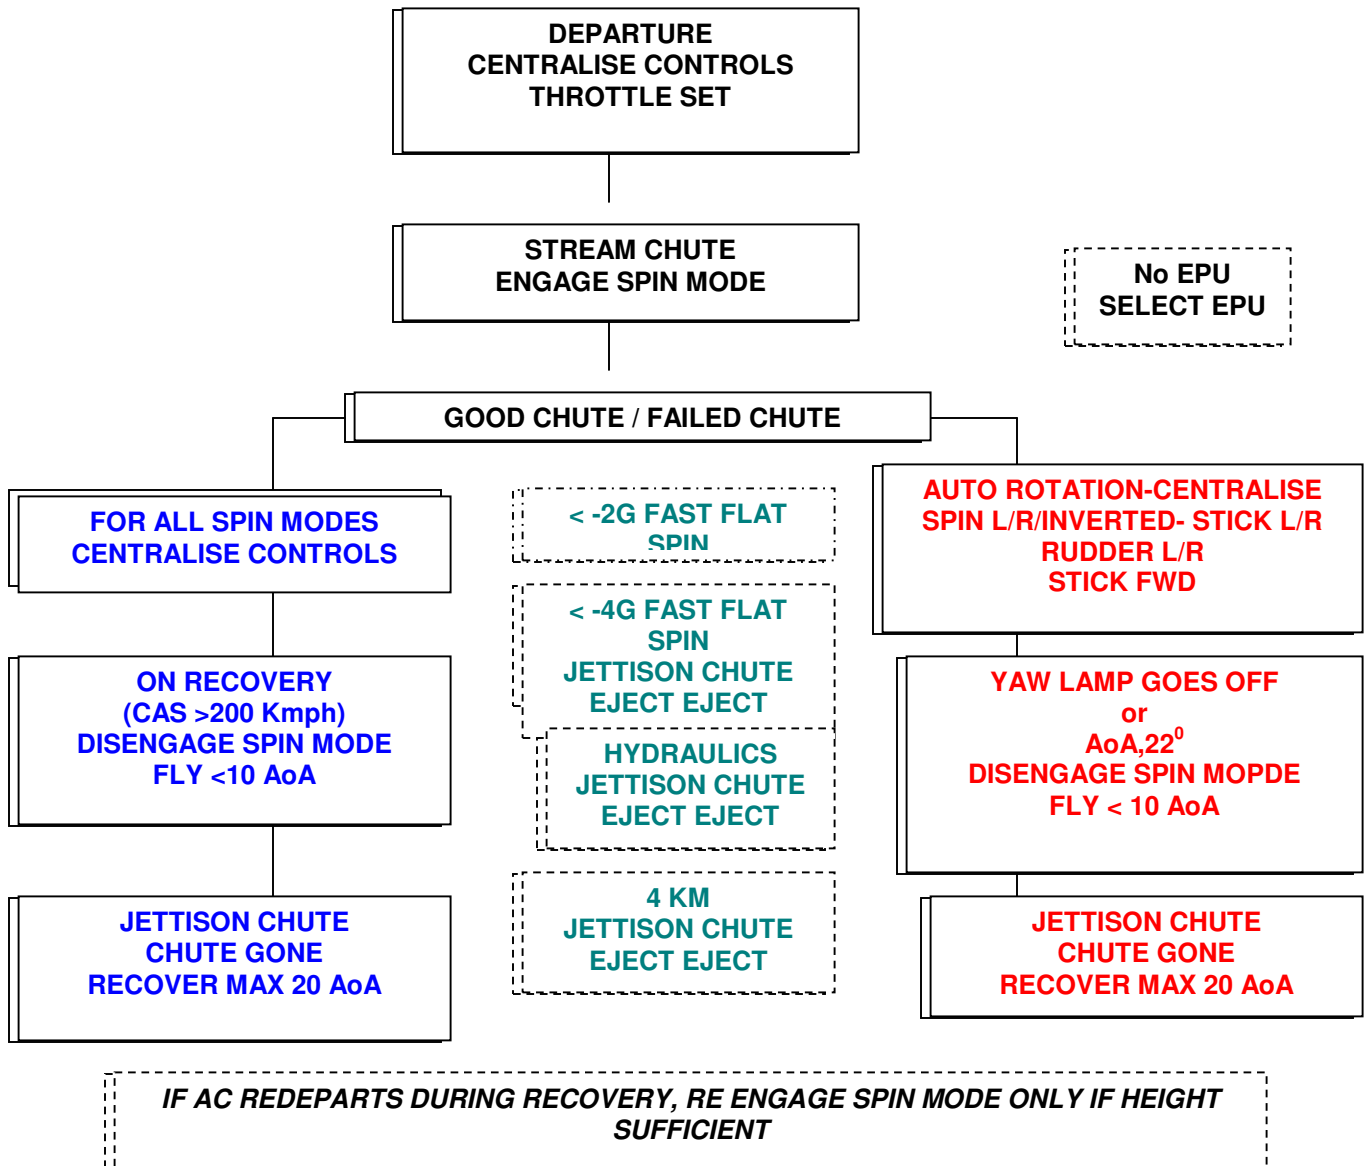 DEPARTURE
CENTRALISE CONTROLS
THROTTLE SET
STREAM CHUTE
ENGAGE SPIN MODE
No EPU
SELECT EPU
GOOD CHUTE / FAILED CHUTE
FOR ALL SPIN MODES
CENTRALISE CONTROLS
ON RECOVERY
(CAS >200 Kmph)
DISENGAGE SPIN MODE
FLY <10 AoA
JETTISON CHUTE
CHUTE GONE
RECOVER MAX 20 AoA
< -2G FAST FLAT
SPIN
< -4G FAST FLAT
SPIN
JETTISON CHUTE
EJECT EJECT
HYDRAULICS
JETTISON CHUTE
EJECT EJECT
4 KM
JETTISON CHUTE
EJECT EJECT
AUTO ROTATION-CENTRALISE
SPIN L/R/INVERTED- STICK L/R
RUDDER L/R
STICK FWD
YAW LAMP GOES OFF
or
AoA,22⁰
DISENGAGE SPIN MOPDE
FLY < 10 AoA
JETTISON CHUTE
CHUTE GONE
RECOVER MAX 20 AoA
IF AC REDEPARTS DURING RECOVERY, RE ENGAGE SPIN MODE ONLY IF HEIGHT
SUFFICIENT